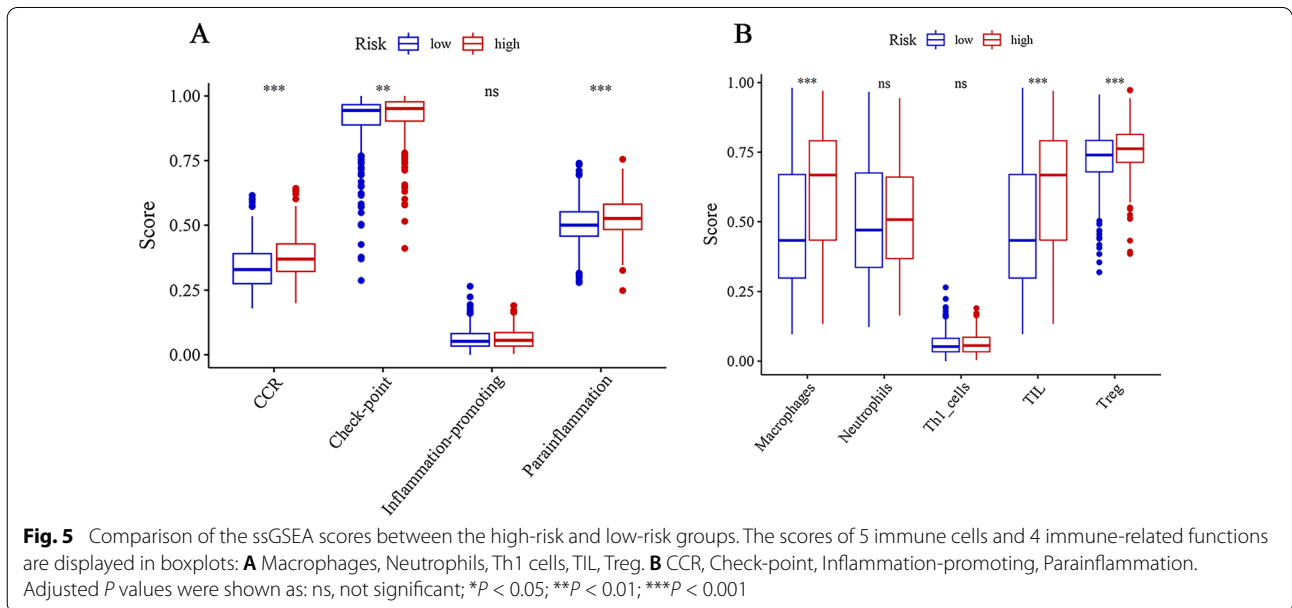 A
Risk low high
*** ** ns ***
1.00
0.75
0.50
0.25
0.00
Score
CCR
Check-point
Inflammation-promoting
Parainflammation
B
Risk low high
*** ns ns *** ***
1.00
0.75
0.50
0.25
0.00
Score
Macrophages
Neutrophils
Th1_cells
TIL
Treg
Fig. 5 Comparison of the ssGSEA scores between the high-risk and low-risk groups. The scores of 5 immune cells and 4 immune-related functions
are displayed in boxplots: A Macrophages, Neutrophils, Th1 cells, TIL, Treg. B CCR, Check-point, Inflammation-promoting, Parainflammation.
Adjusted P values were shown as: ns, not significant; *P < 0.05; **P < 0.01; ***P < 0.001